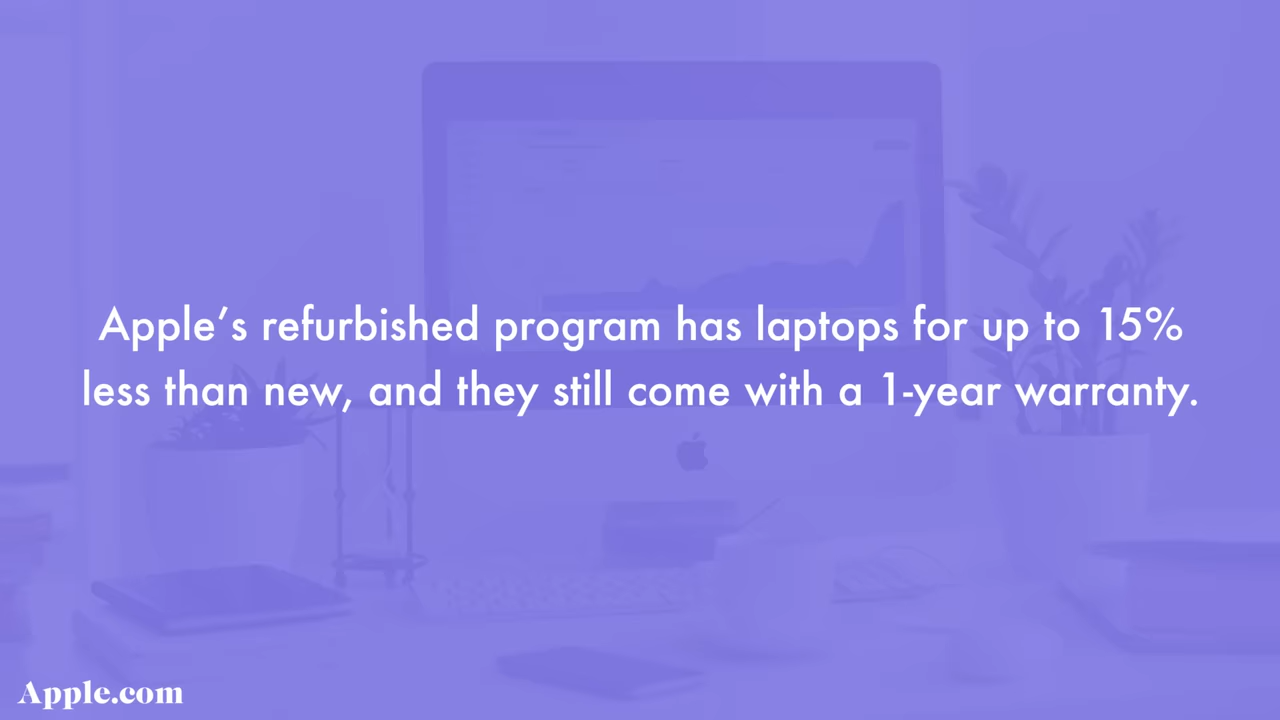 Apple’s refurbished program has laptops for up to 15%
less than new, and they still come with a 1-year warranty.
Apple.com